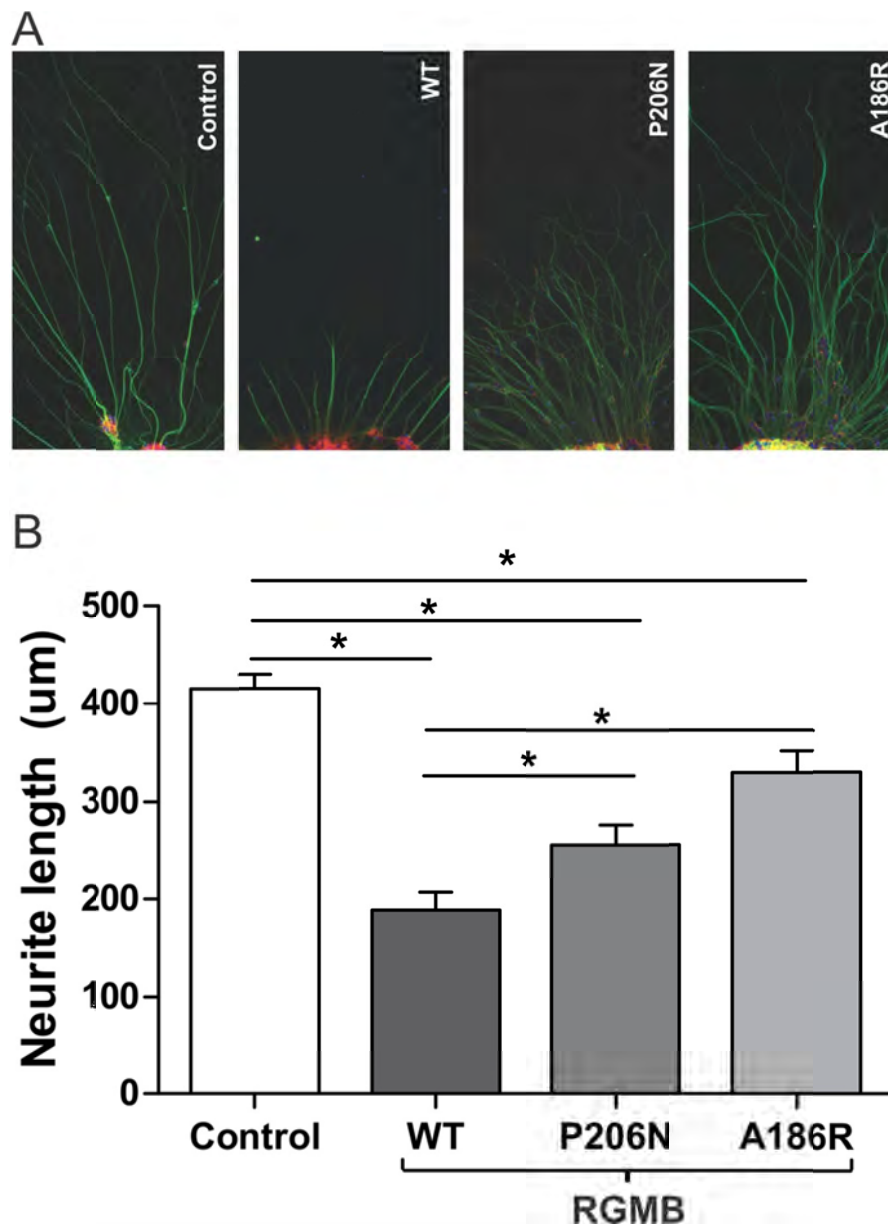 A
Control
WT
P206N
A186R
B
*
*
*
*
*
Neurite length (um)
500
400
300
200
100
0
Control WT P206N A186R
RGMB